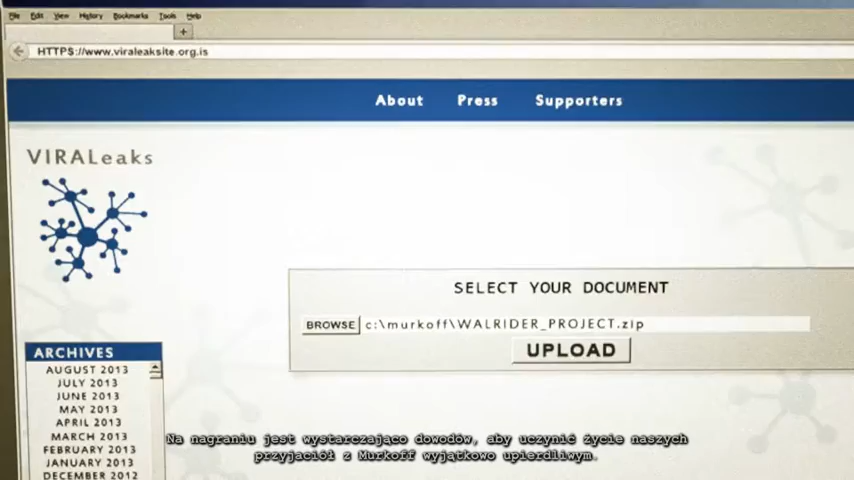 File Edit View History Bookmarks Tools Help
+
HTTPS://www.viraleaksite.org.is
About Press Supporters
VIRALeaks
SELECT YOUR DOCUMENT
BROWSE c:\murkoff\WALRIDER_PROJECT.zip
UPLOAD
ARCHIVES
AUGUST 2013
JULY 2013
JUNE 2013
MAY 2013
APRIL 2013
MARCH 2013
FEBRUARY 2013
JANUARY 2013
DECEMBER 2012
Na nagraniu jest wystarczająco dowodów, aby uczynić życie naszych
przyjaciół z Murkoff wyjątkowo upierdliwym.